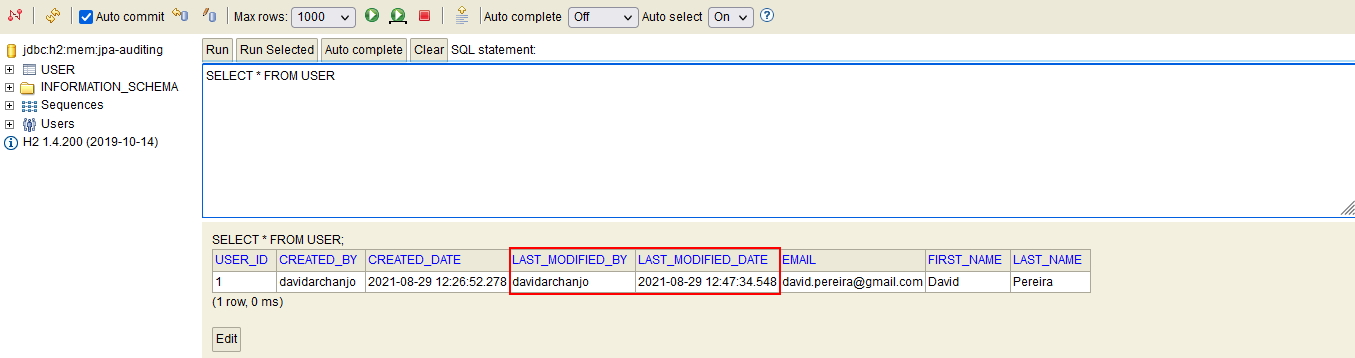 Auto commit Max rows: 1000 Auto complete Off Auto select On ?
jdbc:h2:mem:jpa-auditing
USER
INFORMATION_SCHEMA
Sequences
Users
H2 1.4.200 (2019-10-14)
Run Run Selected Auto complete Clear SQL statement:
SELECT * FROM USER
SELECT * FROM USER;
USER_ID CREATED_BY CREATED_DATE LAST_MODIFIED_BY LAST_MODIFIED_DATE EMAIL FIRST_NAME LAST_NAME
1 davidarchanjo 2021-08-29 12:26:52.278 davidarchanjo 2021-08-29 12:47:34.548 david.pereira@gmail.com David Pereira
(1 row, 0 ms)
Edit